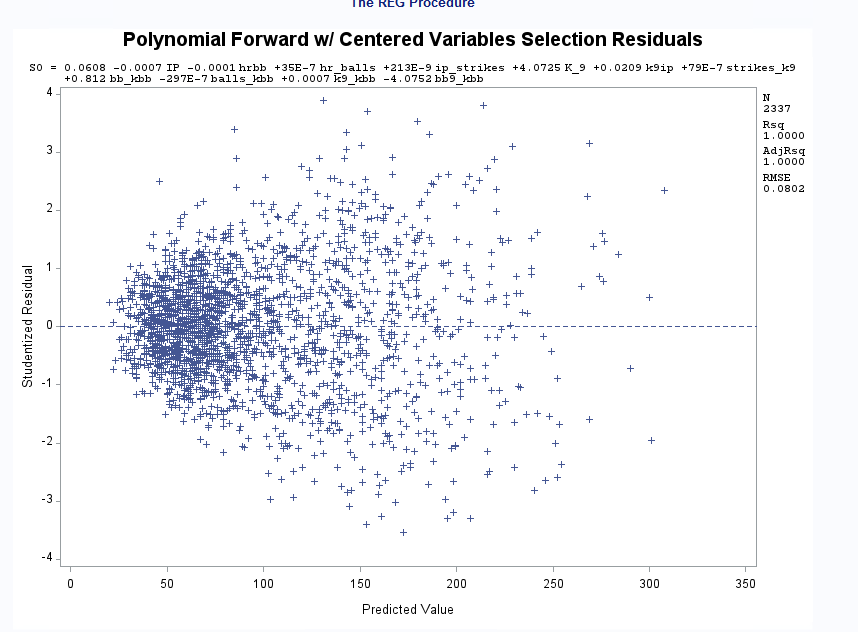 The REG Procedure
Polynomial Forward w/ Centered Variables Selection Residuals
SO = 0.0608 -0.0007 IP -0.0001 hrbb +35E-7 hr_balls +213E-9 ip_strikes +4.0725 K_9 +0.0209 k9ip +79E-7 strikes_k9
+0.812 bb_kbb -297E-7 balls_kbb +0.0007 k9_kbb -4.0752 bb9_kbb
N
2337
Rsq
1.0000
AdjRsq
1.0000
RMSE
0.0802
4
3
2
1
0
-1
-2
-3
-4
Studentized Residual
0 50 100 150 200 250 300 350
Predicted Value